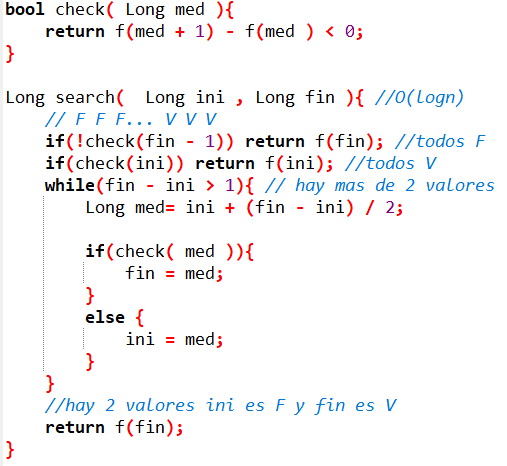 bool check( Long med ){
return f(med + 1) - f(med ) < 0;
}
Long search(  Long ini , Long fin ){ //O(logn)
// F F F... V V V
if(!check(fin - 1)) return f(fin); //todos F
if(check(ini)) return f(ini); //todos V
while(fin - ini > 1){ // hay mas de 2 valores
Long med= ini + (fin - ini) / 2;
if(check( med )){
fin = med;
}
else {
ini = med;
}
}
//hay 2 valores ini es F y fin es V
return f(fin);
}